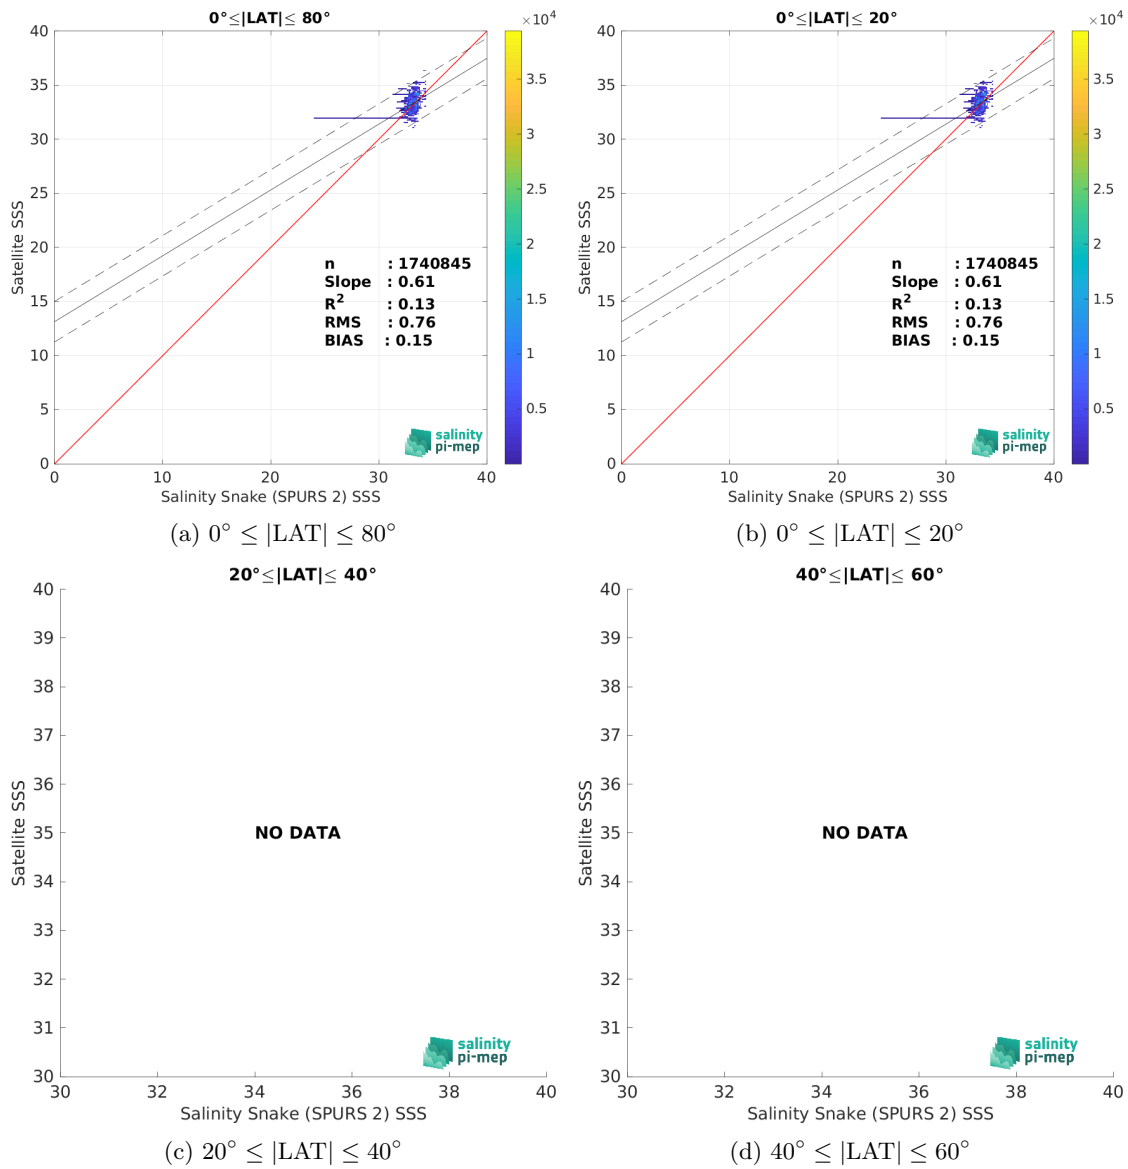 0°≤|LAT|≤ 80°
×10⁴
40
35
30
25
20
15
10
5
0
0
10
20
30
40
3.5
3
2.5
2
1.5
1
0.5
Satellite SSS
n : 1740845
Slope : 0.61
R² : 0.13
RMS : 0.76
BIAS : 0.15
salinity
pi-mep
Salinity Snake (SPURS 2) SSS
(a) 0° ≤ |LAT| ≤ 80°
0°≤|LAT|≤ 20°
×10⁴
40
35
30
25
20
15
10
5
0
0
10
20
30
40
3.5
3
2.5
2
1.5
1
0.5
Satellite SSS
n : 1740845
Slope : 0.61
R² : 0.13
RMS : 0.76
BIAS : 0.15
salinity
pi-mep
Salinity Snake (SPURS 2) SSS
(b) 0° ≤ |LAT| ≤ 20°
20°≤|LAT|≤ 40°
40
39
38
37
36
35
34
33
32
31
30
Satellite SSS
NO DATA
salinity
pi-mep
30
32
34
36
38
40
Salinity Snake (SPURS 2) SSS
(c) 20° ≤ |LAT| ≤ 40°
40°≤|LAT|≤ 60°
40
39
38
37
36
35
34
33
32
31
30
Satellite SSS
NO DATA
salinity
pi-mep
30
32
34
36
38
40
Salinity Snake (SPURS 2) SSS
(d) 40° ≤ |LAT| ≤ 60°